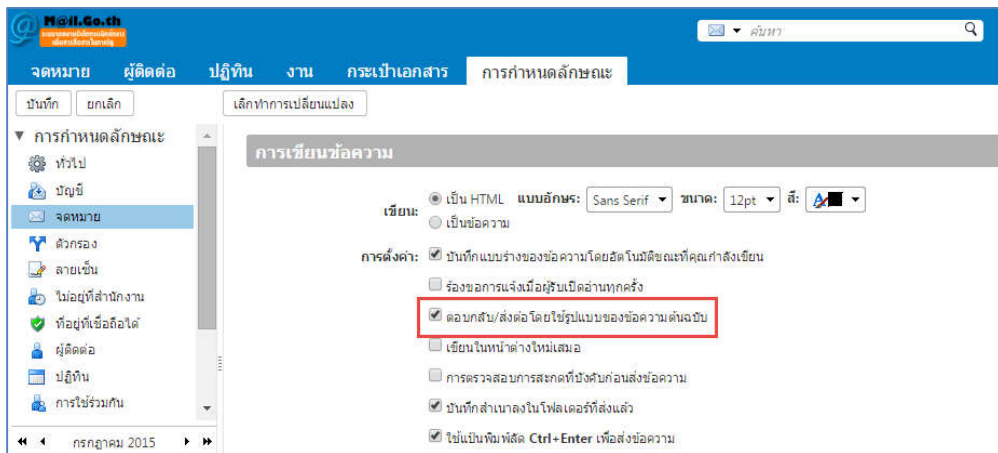 M@il.Go.th
ค้นหา
จดหมาย ผู้ติดต่อ ปฏิทิน งาน กระเป๋าเอกสาร การกำหนดลักษณะ
บันทึก ยกเลิก เลิกทำการเปลี่ยนแปลง
การกำหนดลักษณะ
ทั่วไป
บัญชี
จดหมาย
ตัวกรอง
ลายเซ็น
ไม่อยู่ที่สำนักงาน
ที่อยู่ที่เชื่อถือได้
ผู้ติดต่อ
ปฏิทิน
การใช้ร่วมกัน
กรกฎาคม 2015
การเขียนข้อความ
เขียน: เป็น HTML แบบอักษร: Sans Serif ขนาด: 12pt สี:
เป็นข้อความ
การตั้งค่า: บันทึกแบบร่างของข้อความโดยอัตโนมัติขณะที่คุณกำลังเขียน
ร้องขอการแจ้งเมื่อผู้รับเปิดอ่านทุกครั้ง
ตอบกลับ/ส่งต่อโดยใช้รูปแบบของข้อความต้นฉบับ
เขียนในหน้าต่างใหม่เสมอ
การตรวจสอบการสะกดที่บังคับก่อนส่งข้อความ
บันทึกสำเนาลงในโฟลเดอร์ที่ส่งแล้ว
ใช้แป้นพิมพ์ลัด Ctrl+Enter เพื่อส่งข้อความ